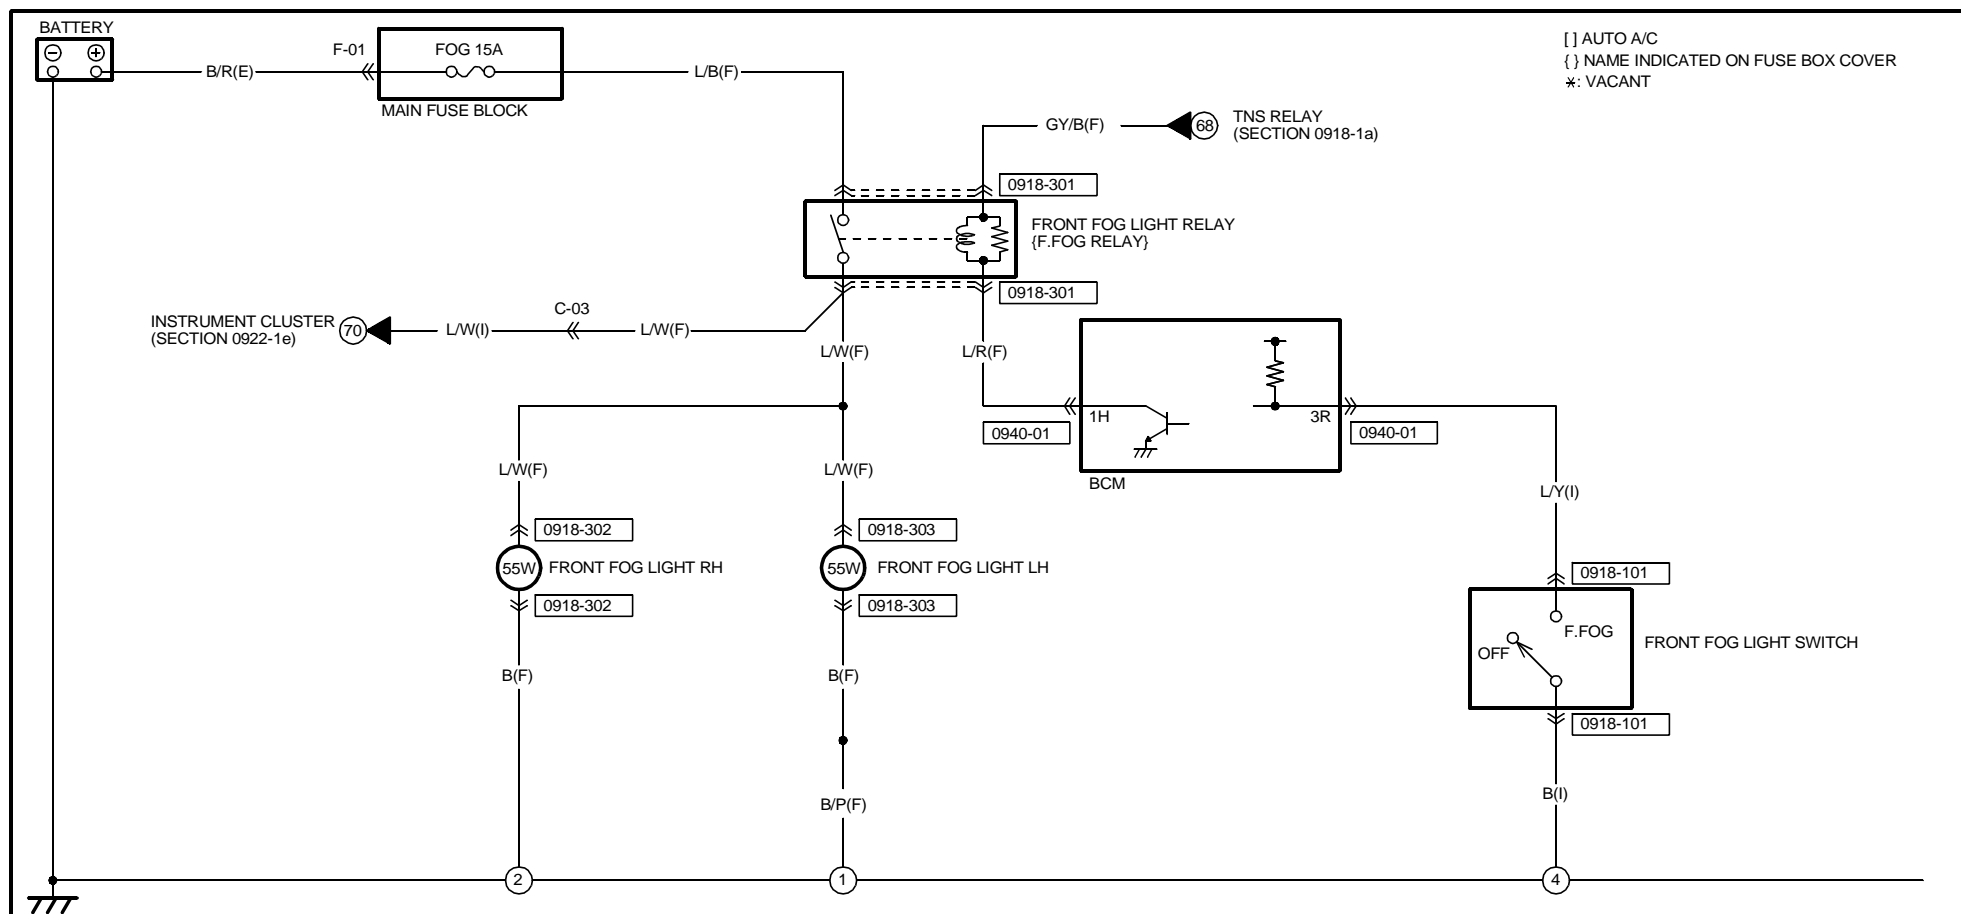 BATTERY
F-01
FOG 15A
B/R(E)
L/B(F)
MAIN FUSE BLOCK
[ ] AUTO A/C
{ } NAME INDICATED ON FUSE BOX COVER
*: VACANT
GY/B(F)
68
TNS RELAY
(SECTION 0918-1a)
0918-301
FRONT FOG LIGHT RELAY
{F.FOG RELAY}
0918-301
INSTRUMENT CLUSTER
(SECTION 0922-1e)
70
L/W(I)
C-03
L/W(F)
L/W(F)
L/R(F)
1H
3R
0940-01
0940-01
BCM
L/W(F)
L/W(F)
L/Y(I)
0918-302
0918-303
55W
FRONT FOG LIGHT RH
55W
FRONT FOG LIGHT LH
0918-302
0918-303
0918-101
F.FOG
OFF
FRONT FOG LIGHT SWITCH
0918-101
B(F)
B(F)
B/P(F)
B(I)
2
1
4